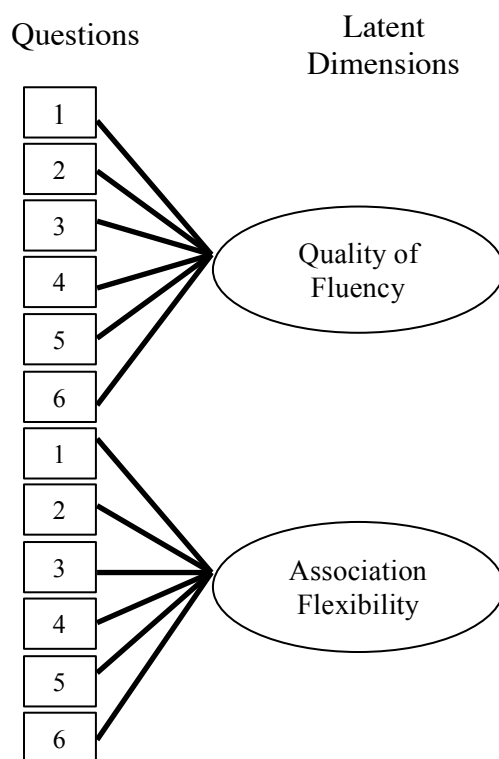 Questions
Latent
Dimensions
1
2
3
4
5
6
Quality of
Fluency
1
2
3
4
5
6
Association
Flexibility